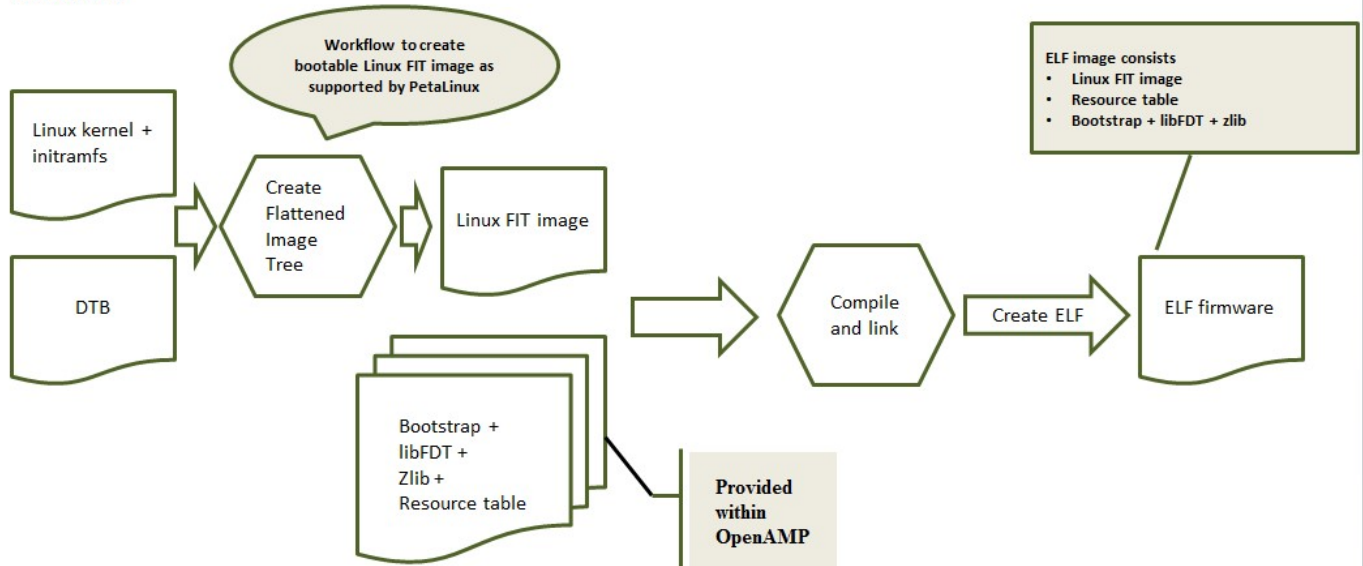 Workflow to create
bootable Linux FIT image as
supported by PetaLinux
ELF image consists
• Linux FIT image
• Resource table
• Bootstrap + libFDT + zlib
Linux kernel +
initramfs
Create
Flattened
Image
Tree
Linux FIT image
DTB
Compile
and link
Create ELF
ELF firmware
Bootstrap +
libFDT +
Zlib +
Resource table
Provided
within
OpenAMP